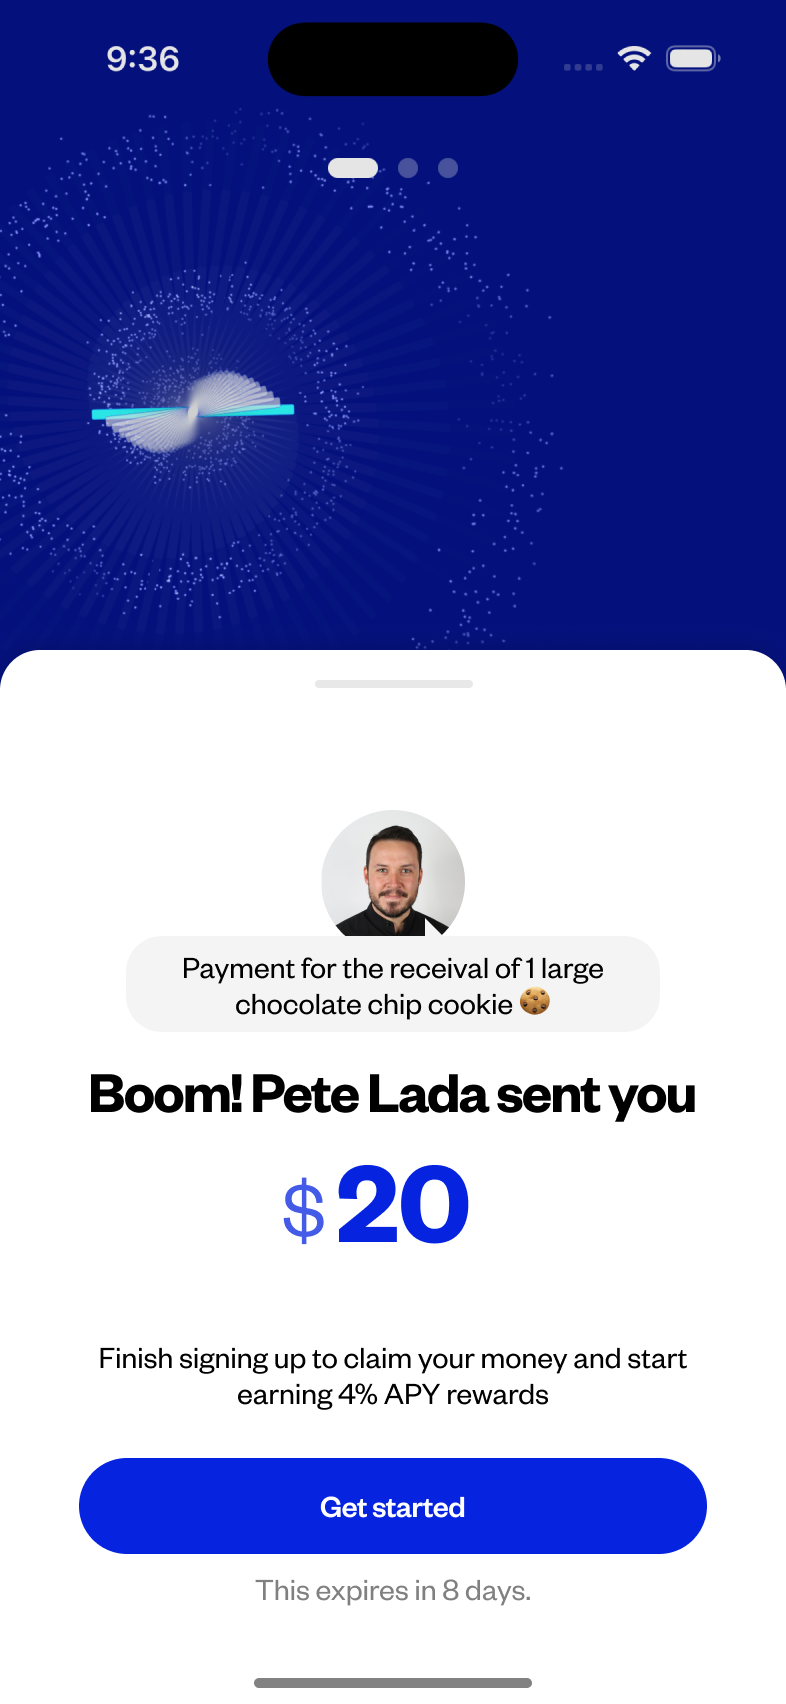 9:36
Payment for the receival of 1 large
chocolate chip cookie 🍪
Boom! Pete Lada sent you
$20
Finish signing up to claim your money and start
earning 4% APY rewards
Get started
This expires in 8 days.